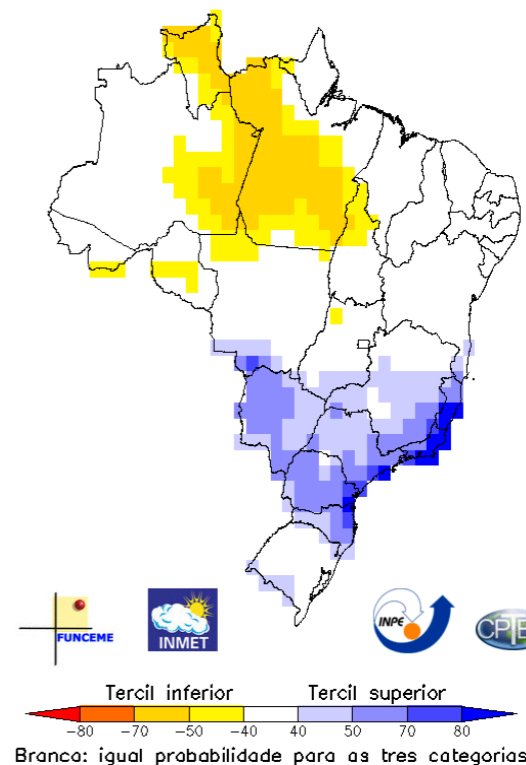 FUNCEME
INMET
INPE
CPTE
Tercil inferior Tercil superior
-80 -70 -50 -40 40 50 70 80
Branca: igual probabilidade para as tres categorias